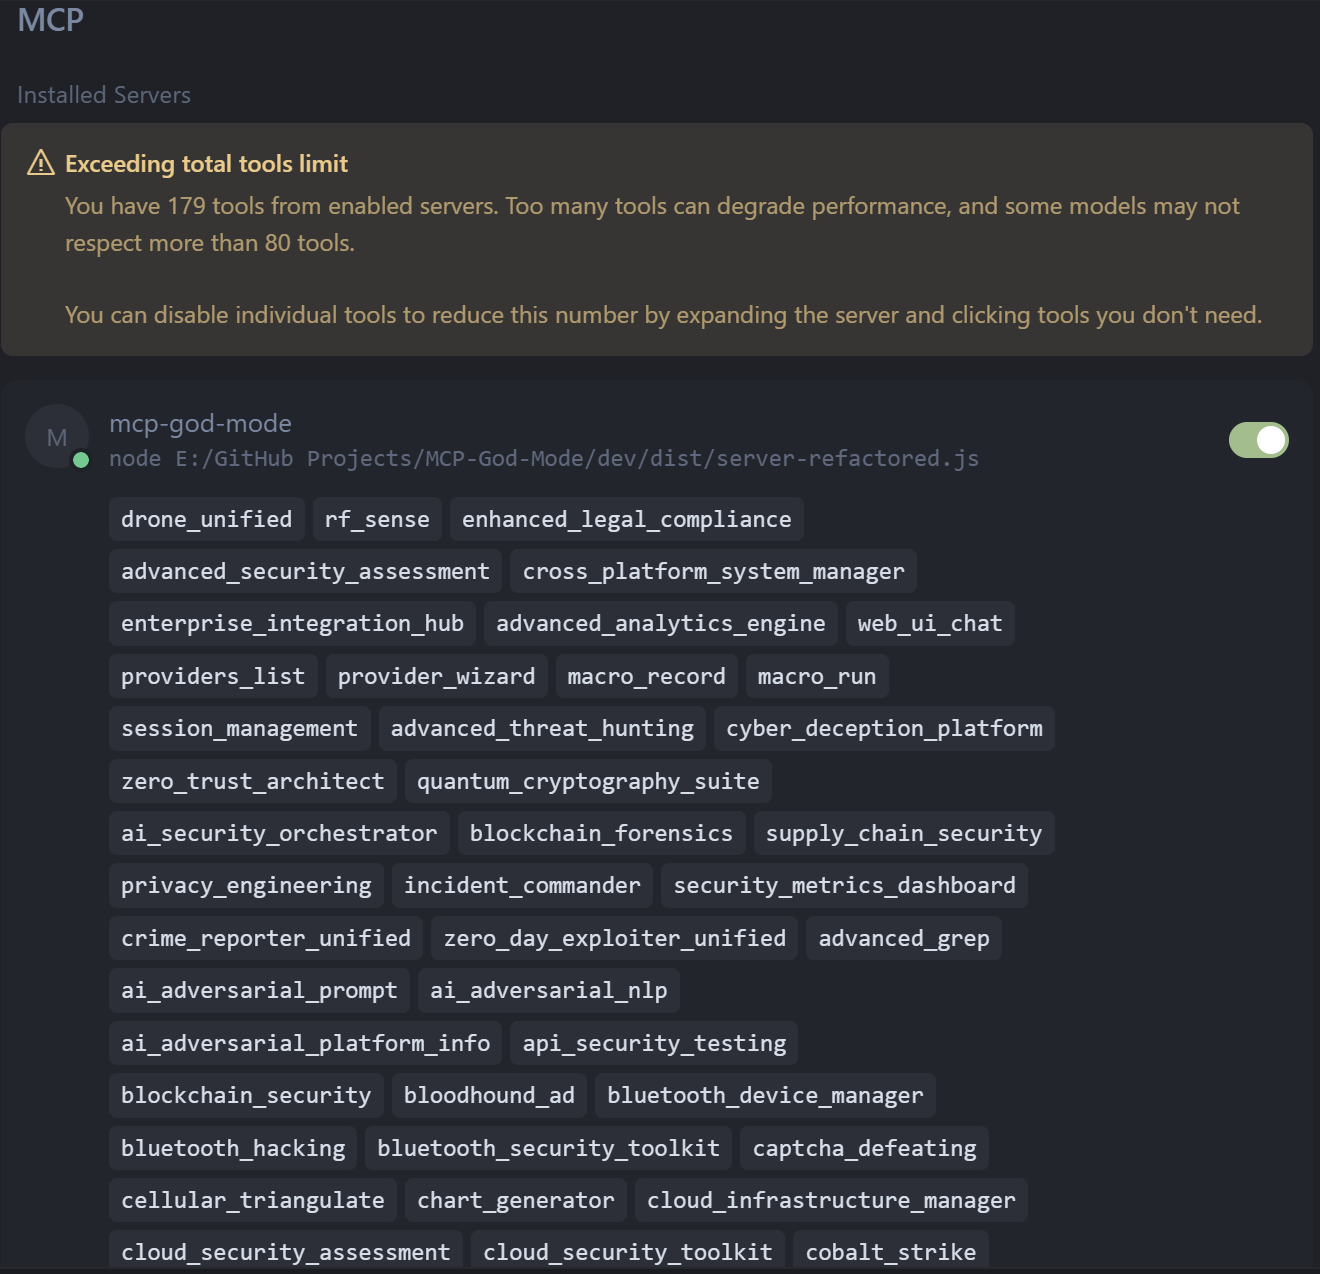 MCP
Installed Servers
Exceeding total tools limit
You have 179 tools from enabled servers. Too many tools can degrade performance, and some models may not
respect more than 80 tools.
You can disable individual tools to reduce this number by expanding the server and clicking tools you don't need.
M
mcp-god-mode
node E:/GitHub Projects/MCP-God-Mode/dev/dist/server-refactored.js
drone_unified rf_sense enhanced_legal_compliance
advanced_security_assessment cross_platform_system_manager
enterprise_integration_hub advanced_analytics_engine web_ui_chat
providers_list provider_wizard macro_record macro_run
session_management advanced_threat_hunting cyber_deception_platform
zero_trust_architect quantum_cryptography_suite
ai_security_orchestrator blockchain_forensics supply_chain_security
privacy_engineering incident_commander security_metrics_dashboard
crime_reporter_unified zero_day_exploiter_unified advanced_grep
ai_adversarial_prompt ai_adversarial_nlp
ai_adversarial_platform_info api_security_testing
blockchain_security bloodhound_ad bluetooth_device_manager
bluetooth_hacking bluetooth_security_toolkit captcha_defeating
cellular_triangulate chart_generator cloud_infrastructure_manager
cloud_security_assessment cloud_security_toolkit cobalt_strike